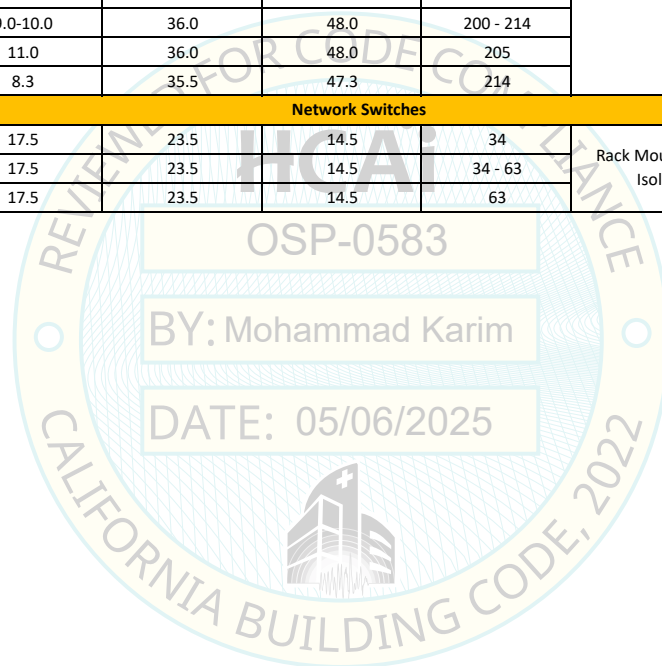 .0-10.0 36.0 48.0 200 - 214
11.0 36.0 48.0 205
8.3 35.5 47.3 214
Network Switches
17.5 23.5 14.5 34
17.5 23.5 14.5 34 - 63
17.5 23.5 14.5 63
Rack Mou
Isol
REVIEWED FOR CODE COMPLIANCE
HCAi
OSP-0583
BY: Mohammad Karim
DATE: 05/06/2025
CALIFORNIA BUILDING CODE, 2022